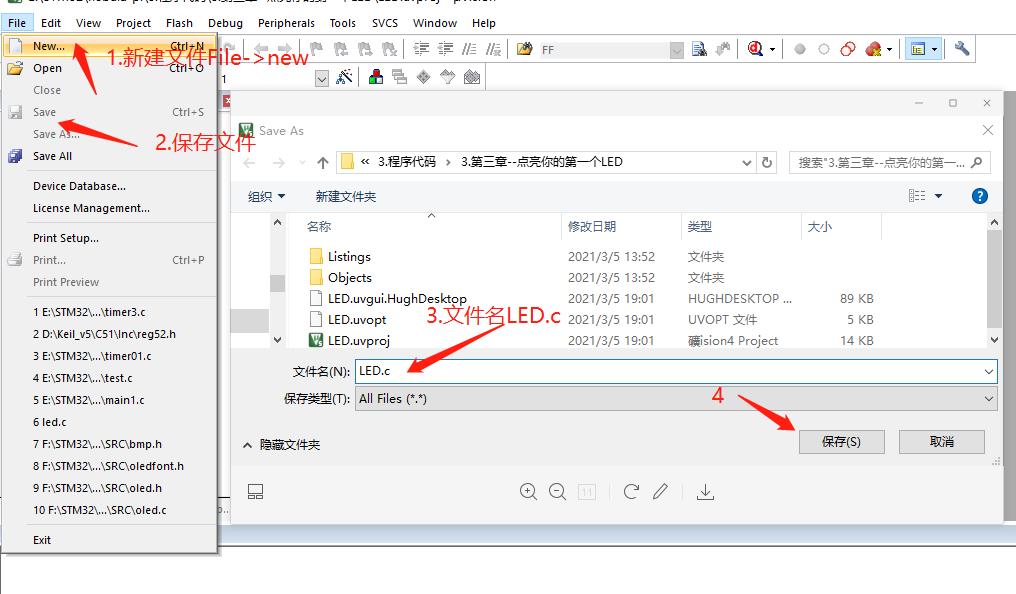 File Edit View Project Flash Debug Peripherals Tools SVCS Window Help
New... Ctrl+N
1.新建文件File->new
Open Ctrl+O
Close
Save Ctrl+S
Save As...
2.保存文件
Save All
Device Database...
License Management...
Print Setup...
Print... Ctrl+P
Print Preview
1 E:\STM32\...\timer3.c
2 D:\Keil_v5\C51\Inc\reg52.h
3 E:\STM32\...\timer01.c
4 E:\STM32\...\test.c
5 E:\STM32\...\main1.c
6 led.c
7 F:\STM32\...\SRC\bmp.h
8 F:\STM32\...\SRC\oledfont.h
9 F:\STM32\...\SRC\oled.h
10 F:\STM32\...\SRC\oled.c
Exit
FF
1
Save As
« 3.程序代码 › 3.第三章--点亮你的第一个LED
搜索"3.第三章--点亮你的第一...
组织 新建文件夹
名称 修改日期 类型 大小
Listings 2021/3/5 13:52 文件夹
Objects 2021/3/5 13:52 文件夹
LED.uvgui.HughDesktop 2021/3/5 19:01 HUGHDESKTOP ... 89 KB
LED.uvopt 2021/3/5 19:01 UVOPT 文件 5 KB
LED.uvproj 2021/3/5 19:01 礦ision4 Project 14 KB
3.文件名LED.c
文件名(N): LED.c
保存类型(T): All Files (*.*)
4
隐藏文件夹
保存(S) 取消
1:1